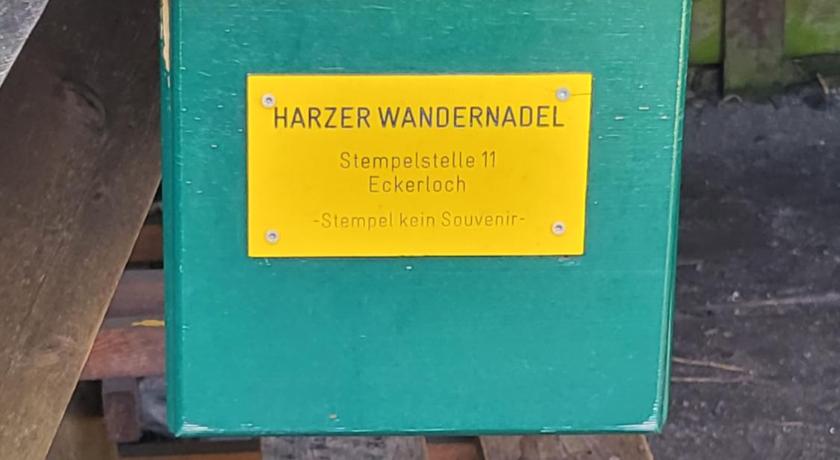 HARZER WANDERNADEL
Stempelstelle 11
Eckerloch
-Stempel kein Souvenir-